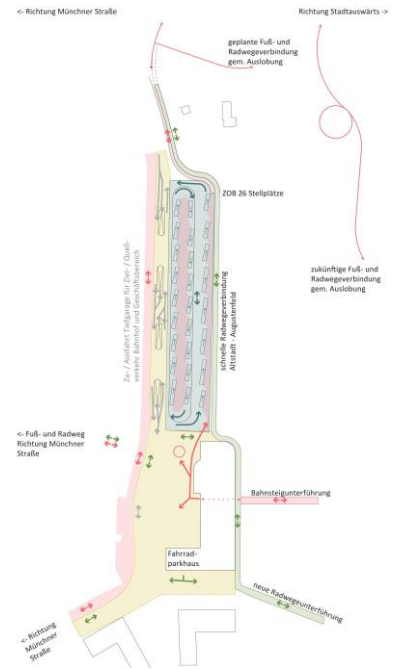 <- Richtung Münchner Straße
Richtung Stadtauswärts ->
geplante Fuß- und
Radwegeverbindung
gem. Auslobung
ZOB 26 Stellplätze
zukünftige Fuß- und
Radwegeverbindung
gem. Auslobung
Zu- / Ausfahrt Tiefgarage für Ziel- / Quell-
verkehr Bahnhof und Geschäftsbereich
schnelle Radwegeverbindung
Altstadt - Augustenfeld
<- Fuß- und Radweg
Richtung Münchner
Straße
Bahnsteigunterführung
Fahrrad-
parkhaus
neue Radwegeunterführung
<- Richtung
Münchner
Straße